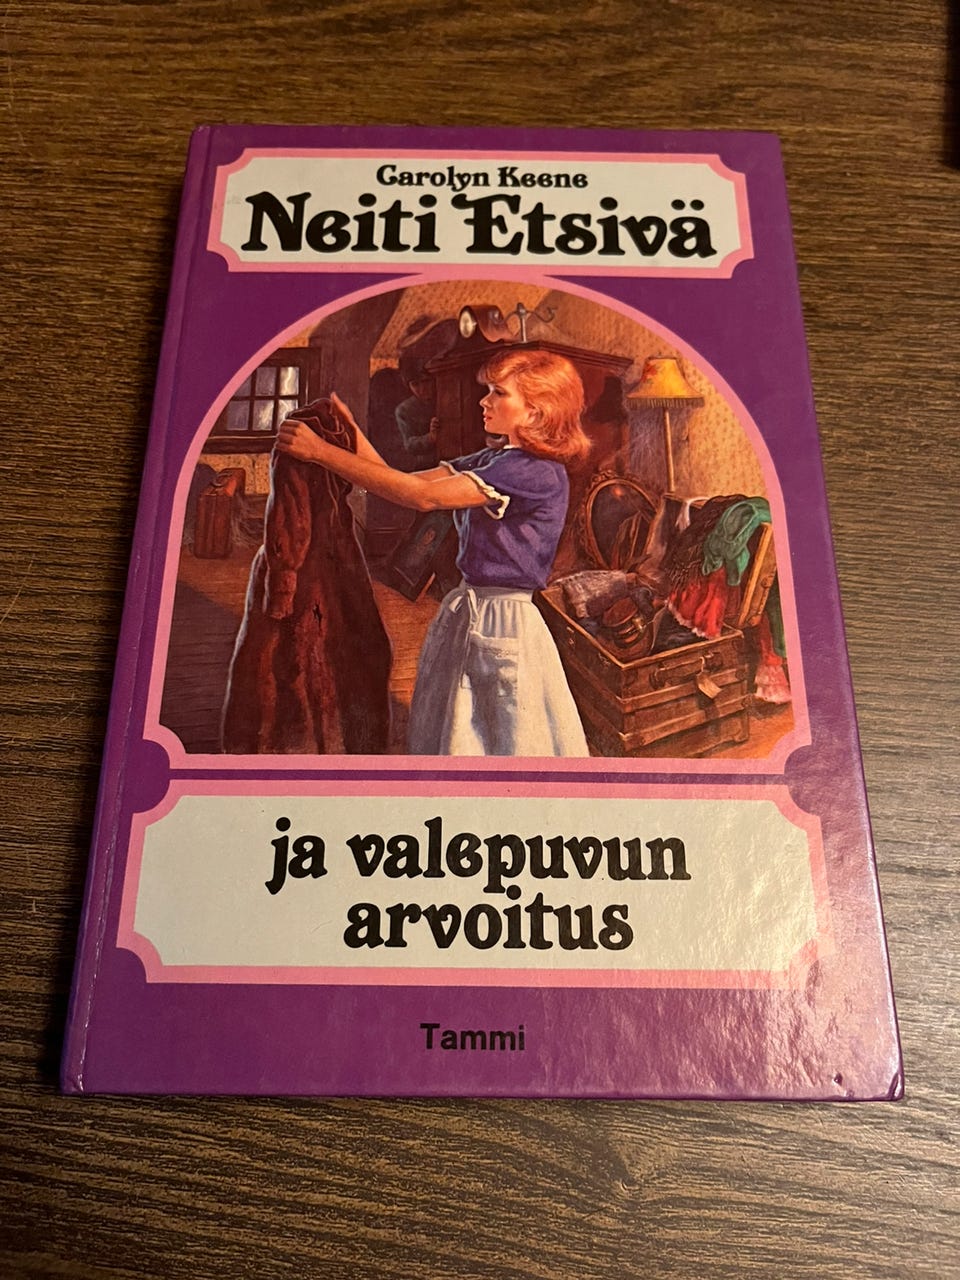 Carolyn Keene
Neiti Etsivä
ja valepuvun
arvoitus
Tammi